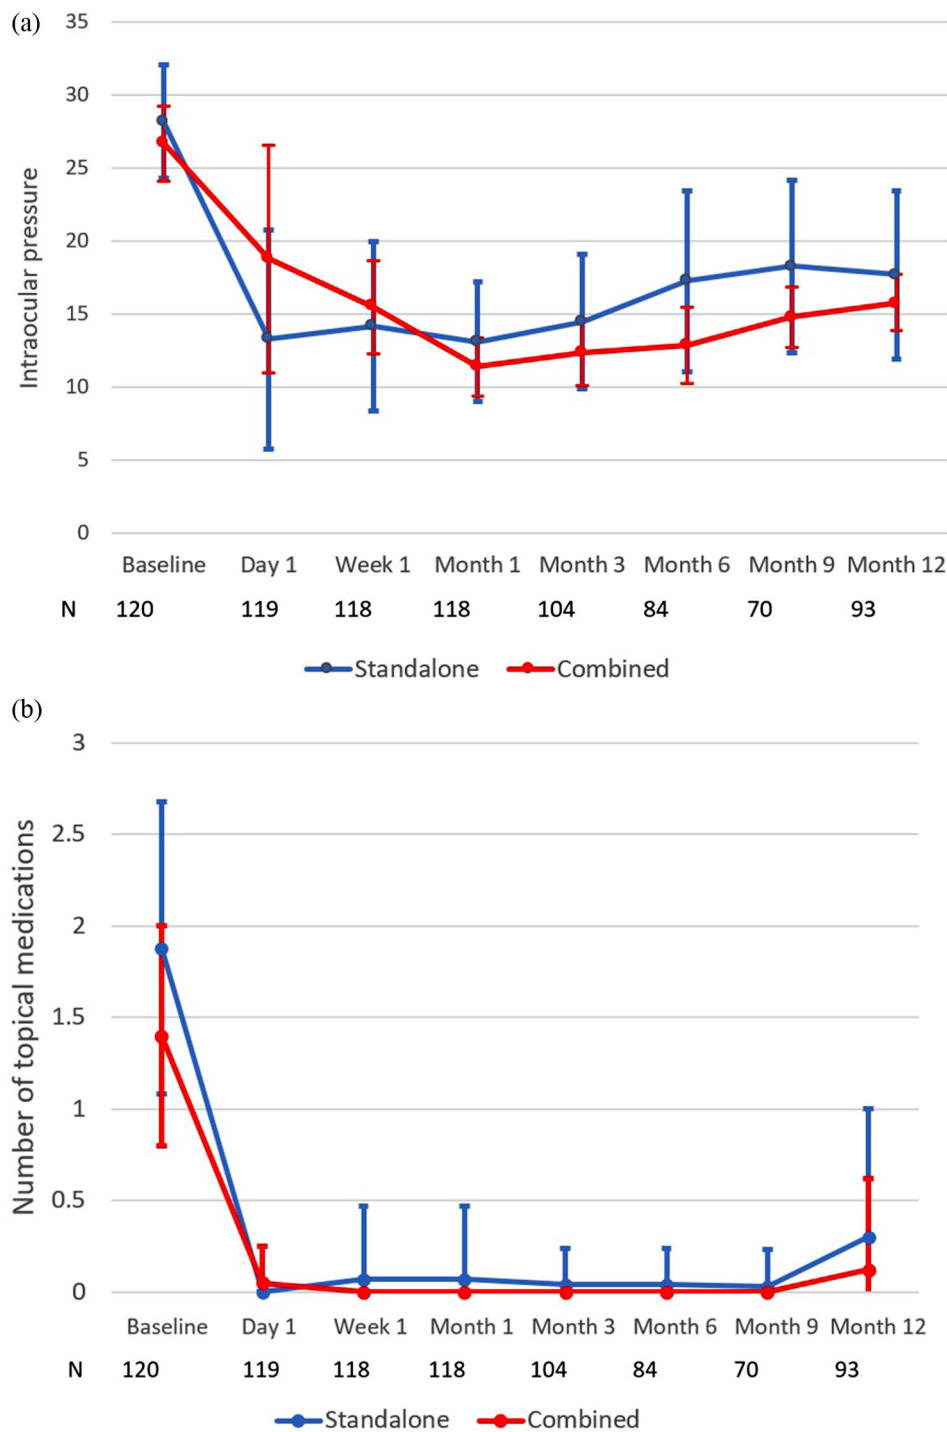 (a)
35
30
25
20
15
10
5
0
Intraocular pressure
Baseline Day 1 Week 1 Month 1 Month 3 Month 6 Month 9 Month 12
N 120 119 118 118 104 84 70 93
Standalone Combined
(b)
3
2.5
2
1.5
1
0.5
0
Number of topical medications
Baseline Day 1 Week 1 Month 1 Month 3 Month 6 Month 9 Month 12
N 120 119 118 118 104 84 70 93
Standalone Combined